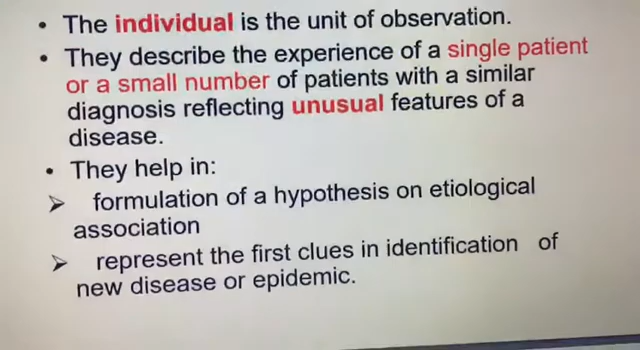 • The individual is the unit of observation.
• They describe the experience of a single patient
or a small number of patients with a similar
diagnosis reflecting unusual features of a
disease.
• They help in:
➢ formulation of a hypothesis on etiological
association
➢ represent the first clues in identification of
new disease or epidemic.